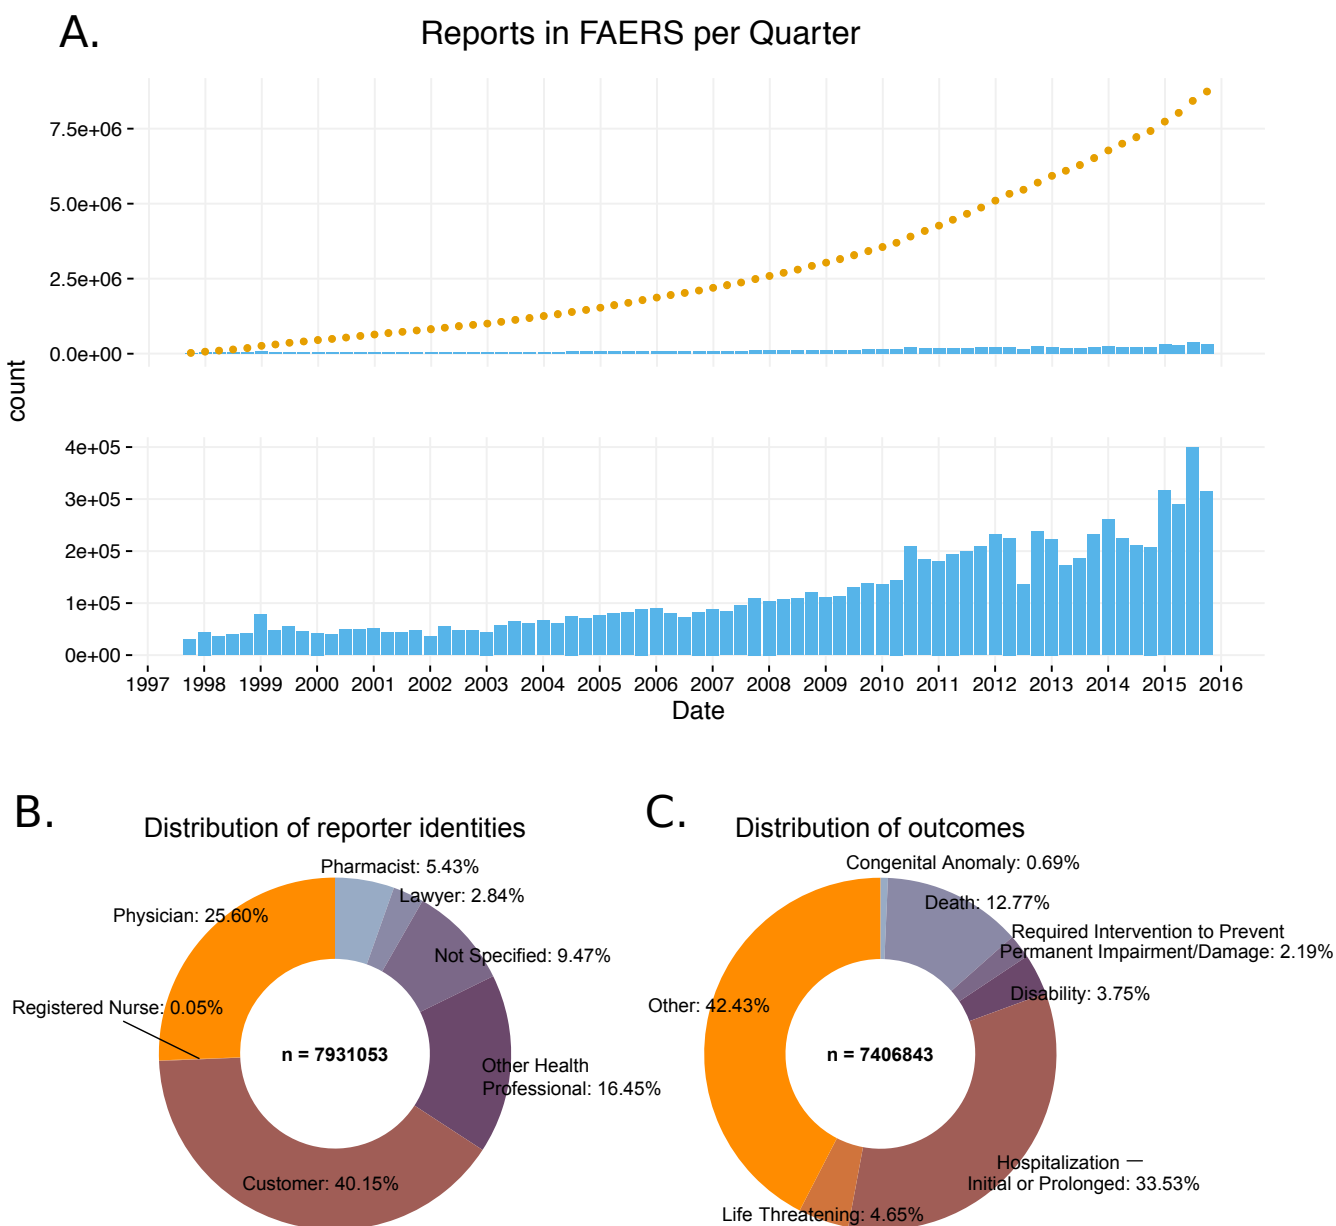 A.
Reports in FAERS per Quarter
7.5e+06
5.0e+06
2.5e+06
0.0e+00
count
4e+05
3e+05
2e+05
1e+05
0e+00
1997 1998 1999 2000 2001 2002 2003 2004 2005 2006 2007 2008 2009 2010 2011 2012 2013 2014 2015 2016
Date
B.
Distribution of reporter identities
Pharmacist: 5.43%
Lawyer: 2.84%
Physician: 25.60%
Not Specified: 9.47%
Registered Nurse: 0.05%
n = 7931053
Other Health
Professional: 16.45%
Customer: 40.15%
C.
Distribution of outcomes
Congenital Anomaly: 0.69%
Death: 12.77%
Required Intervention to Prevent
Permanent Impairment/Damage: 2.19%
Disability: 3.75%
Other: 42.43%
n = 7406843
Hospitalization —
Initial or Prolonged: 33.53%
Life Threatening: 4.65%